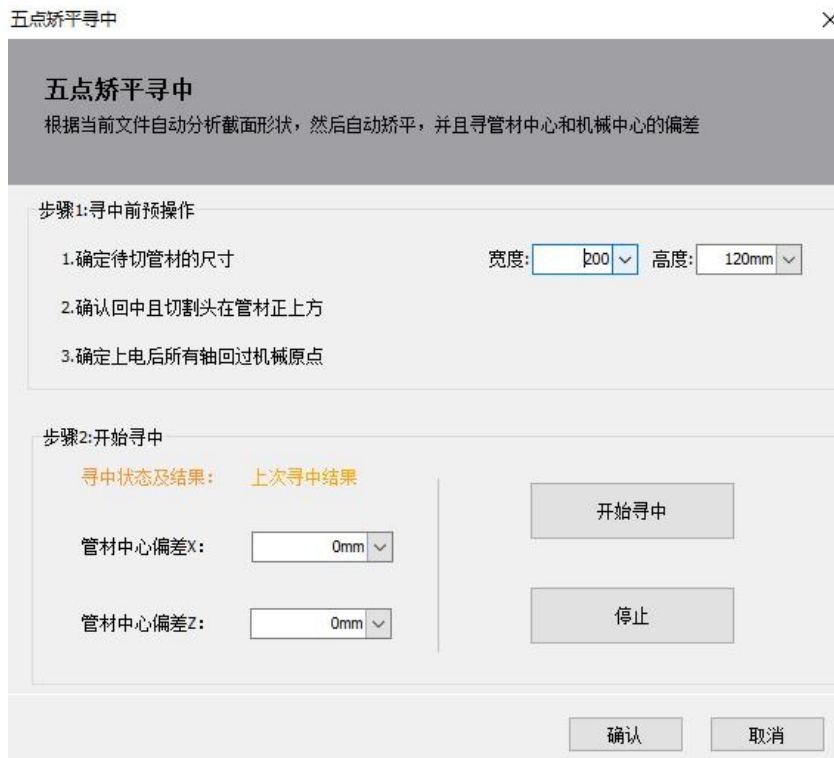 五点矫平寻中
五点矫平寻中
根据当前文件自动分析截面形状，然后自动矫平，并且寻管材中心和机械中心的偏差
步骤1:寻中前预操作
1.确定待切管材的尺寸 宽度: 200 高度: 120mm
2.确认回中且切割头在管材正上方
3.确定上电后所有轴回过机械原点
步骤2:开始寻中
寻中状态及结果: 上次寻中结果
开始寻中
管材中心偏差X: 0mm
管材中心偏差Z: 0mm
停止
确认 取消